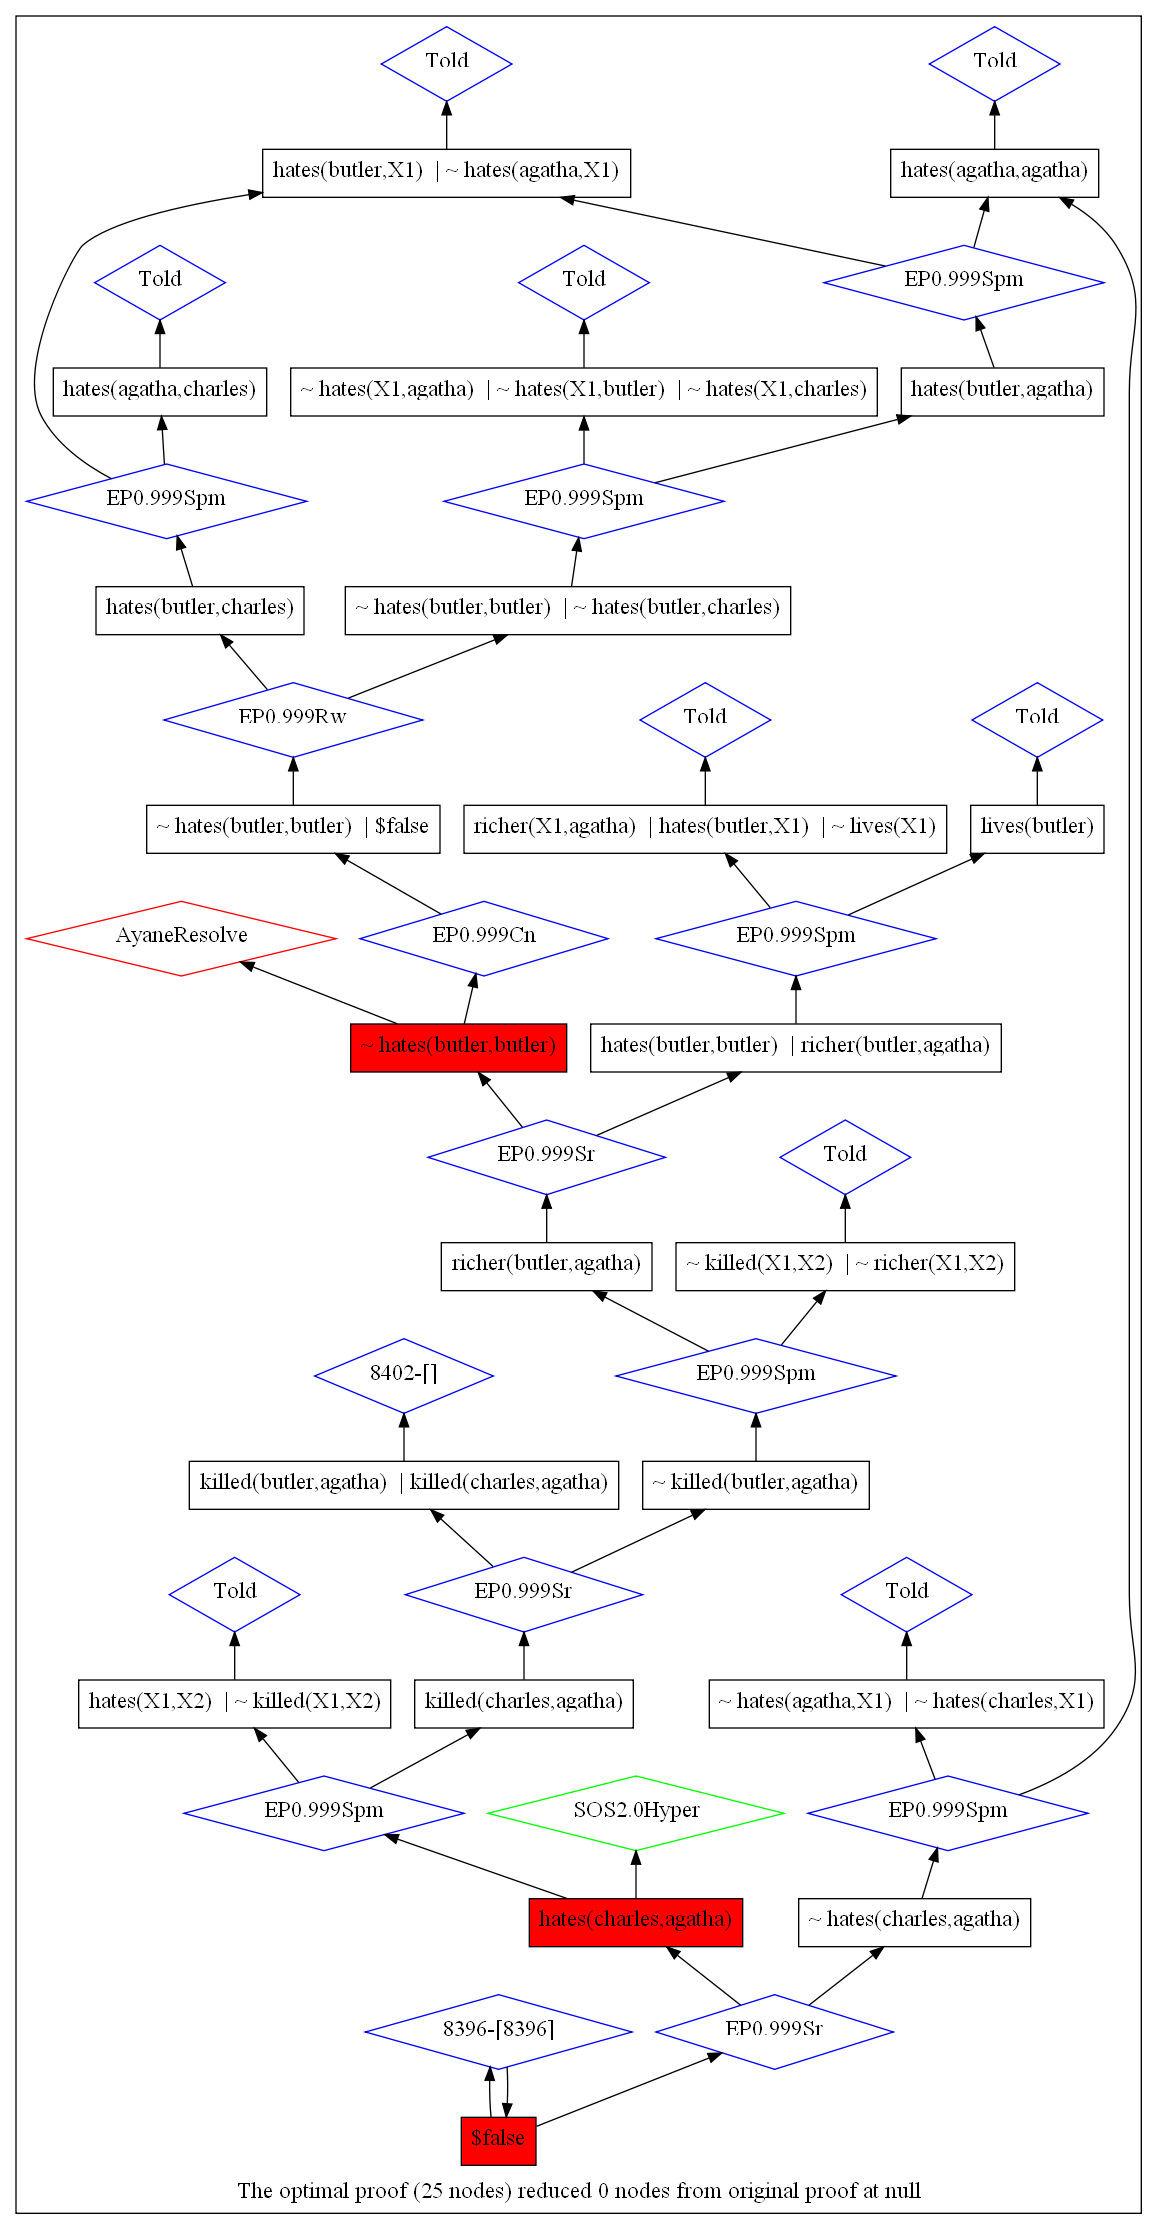 Told
Told
hates(butler,X1) | ~ hates(agatha,X1)
hates(agatha,agatha)
Told
Told
EP0.999Spm
hates(agatha,charles)
~ hates(X1,agatha) | ~ hates(X1,butler) | ~ hates(X1,charles)
hates(butler,agatha)
EP0.999Spm
EP0.999Spm
hates(butler,charles)
~ hates(butler,butler) | ~ hates(butler,charles)
EP0.999Rw
Told
Told
~ hates(butler,butler) | $false
richer(X1,agatha) | hates(butler,X1) | ~ lives(X1)
lives(butler)
AyaneResolve
EP0.999Cn
EP0.999Spm
~ hates(butler,butler)
hates(butler,butler) | richer(butler,agatha)
EP0.999Sr
Told
richer(butler,agatha)
~ killed(X1,X2) | ~ richer(X1,X2)
8402-[]
EP0.999Spm
killed(butler,agatha) | killed(charles,agatha)
~ killed(butler,agatha)
Told
EP0.999Sr
Told
hates(X1,X2) | ~ killed(X1,X2)
killed(charles,agatha)
~ hates(agatha,X1) | ~ hates(charles,X1)
EP0.999Spm
SOS2.0Hyper
EP0.999Spm
hates(charles,agatha)
~ hates(charles,agatha)
8396-[8396]
EP0.999Sr
$false
The optimal proof (25 nodes) reduced 0 nodes from original proof at null